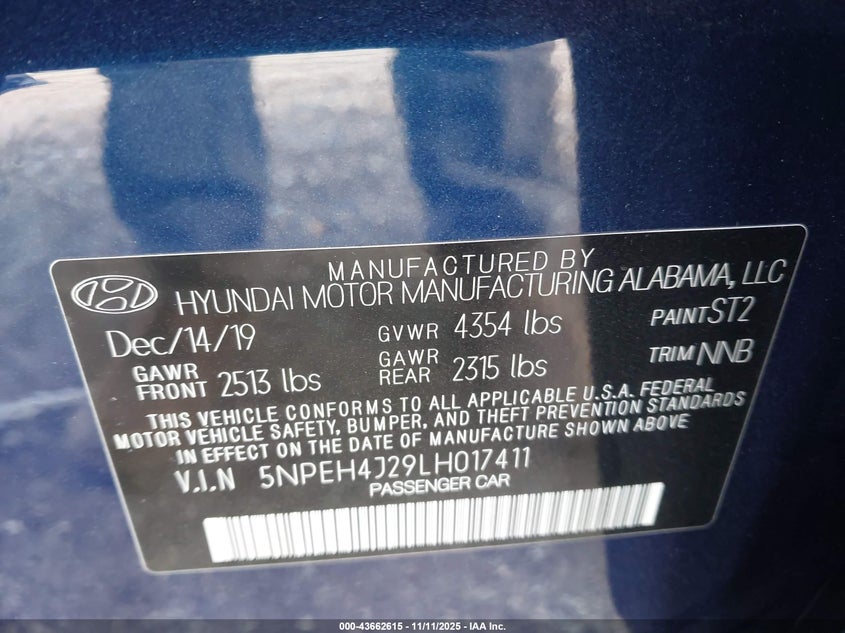 MANUFACTURED BY
HYUNDAI MOTOR MANUFACTURING ALABAMA, LLC
Dec/14/19 GVWR 4354 lbs PAINT ST2
GAWR FRONT 2513 lbs GAWR REAR 2315 lbs TRIM NNB
THIS VEHICLE CONFORMS TO ALL APPLICABLE U.S.A. FEDERAL
MOTOR VEHICLE SAFETY, BUMPER, AND THEFT PREVENTION STANDARDS
IN EFFECT ON THE DATE OF MANUFACTURE SHOWN ABOVE
V.I.N 5NPEH4J29LH017411
PASSENGER CAR
000-43662615 - 11/11/2025 - IAA Inc.